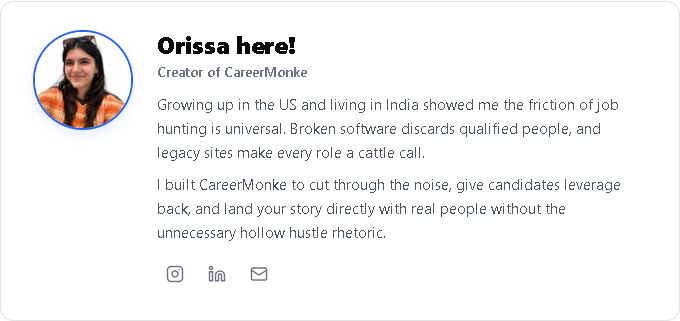 Orissa here!
Creator of CareerMonke
Growing up in the US and living in India showed me the friction of job
hunting is universal. Broken software discards qualified people, and
legacy sites make every role a cattle call.
I built CareerMonke to cut through the noise, give candidates leverage
back, and land your story directly with real people without the
unnecessary hollow hustle rhetoric.